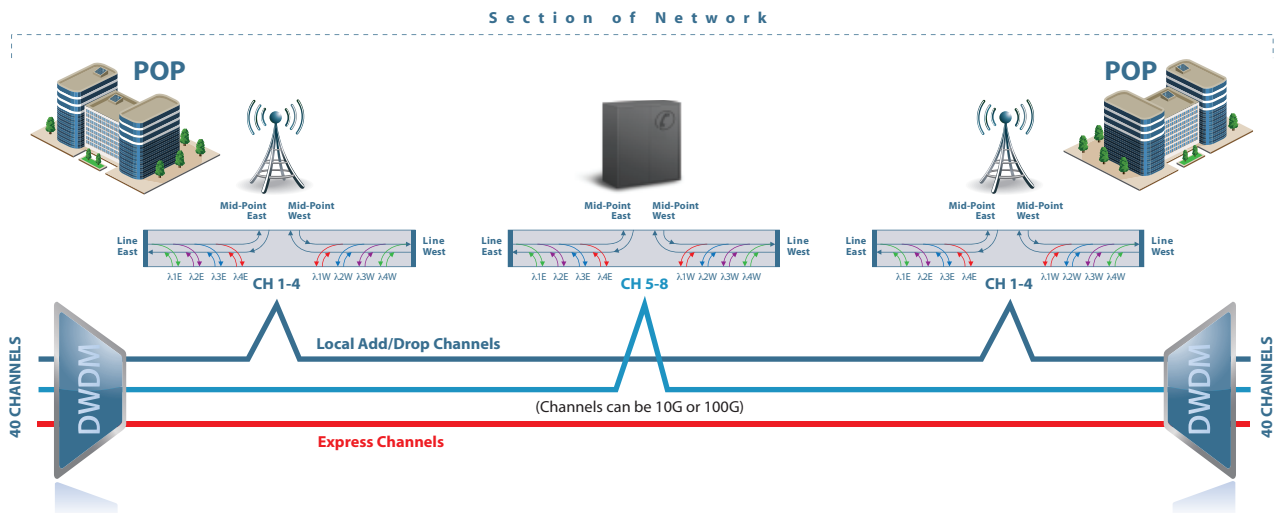 Section of Network
POP
POP
Mid-Point East
Mid-Point West
Mid-Point East
Mid-Point West
Mid-Point East
Mid-Point West
Line East
Line West
Line East
Line West
Line East
Line West
λ1E λ2E λ3E λ4E λ1W λ2W λ3W λ4W
λ1E λ2E λ3E λ4E λ1W λ2W λ3W λ4W
λ1E λ2E λ3E λ4E λ1W λ2W λ3W λ4W
CH 1-4
CH 5-8
CH 1-4
40 CHANNELS
DWDM
Local Add/Drop Channels
(Channels can be 10G or 100G)
Express Channels
DWDM
40 CHANNELS